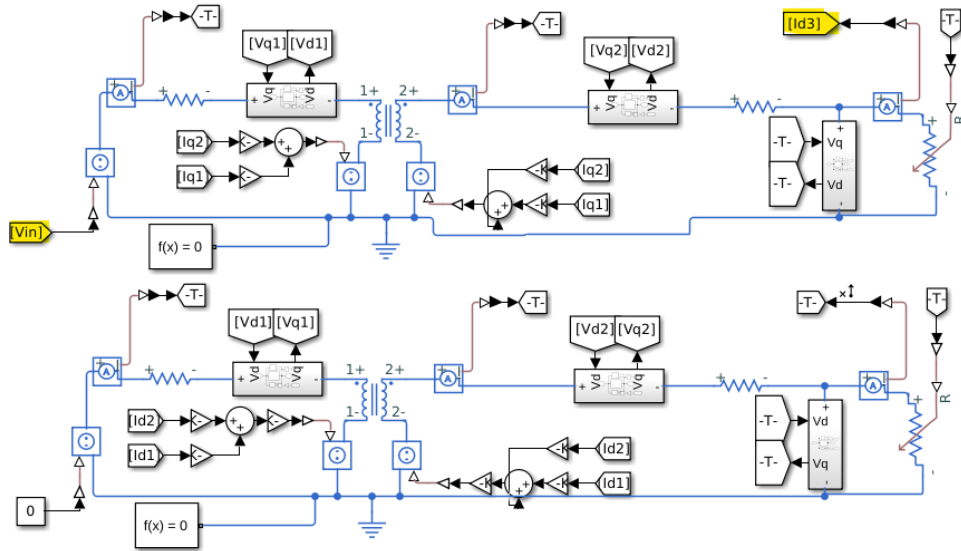 -T- -T- [Id3] -T-
[Vq1] [Vd1] [Vq2] [Vd2]
A + - + Vq Vd - 1+ 2+ A + Vq Vd - + - A R
[Iq2] 1- 2- -T- + Vq +
[Iq1] + + -K Iq2] -T- Vd
+ + -K Iq1] - -
[Vin]
f(x) = 0
-T- -T- -T- -T-
[Vd1] [Vq1] [Vd2] [Vq2]
A + - + Vd Vq - 1+ 2+ A + Vd Vq - + - A R
[Id2] 1- 2- -T- + Vd +
[Id1] + + -K [Id2] -T- Vq
-K + + -K [Id1] - -
0
f(x) = 0